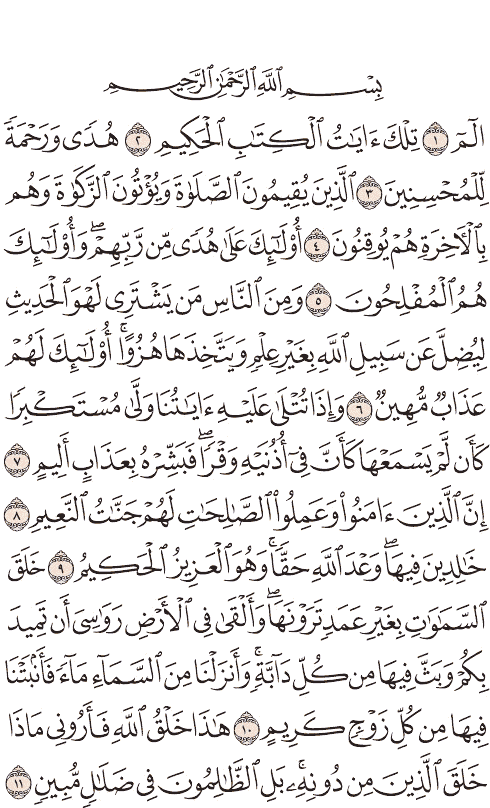 بِسْمِ ٱللَّهِ ٱلرَّحْمَٰنِ ٱلرَّحِيمِ
الٓمٓ ١ تِلْكَ ءَايَٰتُ ٱلْكِتَٰبِ ٱلْحَكِيمِ ٢ هُدًى وَرَحْمَةً
لِّلْمُحْسِنِينَ ٣ ٱلَّذِينَ يُقِيمُونَ ٱلصَّلَوٰةَ وَيُؤْتُونَ ٱلزَّكَوٰةَ وَهُم
بِٱلْءَاخِرَةِ هُمْ يُوقِنُونَ ٤ أُو۟لَٰٓئِكَ عَلَىٰ هُدًى مِّن رَّبِّهِمْ ۖ وَأُو۟لَٰٓئِكَ
هُمُ ٱلْمُفْلِحُونَ ٥ وَمِنَ ٱلنَّاسِ مَن يَشْتَرِى لَهْوَ ٱلْحَدِيثِ
لِيُضِلَّ عَن سَبِيلِ ٱللَّهِ بِغَيْرِ عِلْمٍ وَيَتَّخِذَهَا هُزُوًا ۚ أُو۟لَٰٓئِكَ لَهُمْ
عَذَابٌ مُّهِينٌ ٦ وَإِذَا تُتْلَىٰ عَلَيْهِ ءَايَٰتُنَا وَلَّىٰ مُسْتَكْبِرًا
كَأَن لَّمْ يَسْمَعْهَا كَأَنَّ فِىٓ أُذُنَيْهِ وَقْرًا ۖ فَبَشِّرْهُ بِعَذَابٍ أَلِيمٍ ٧
إِنَّ ٱلَّذِينَ ءَامَنُوا۟ وَعَمِلُوا۟ ٱلصَّٰلِحَٰتِ لَهُمْ جَنَّٰتُ ٱلنَّعِيمِ ٨
خَٰلِدِينَ فِيهَا ۖ وَعْدَ ٱللَّهِ حَقًّا ۚ وَهُوَ ٱلْعَزِيزُ ٱلْحَكِيمُ ٩ خَلَقَ
ٱلسَّمَٰوَٰتِ بِغَيْرِ عَمَدٍ تَرَوْنَهَا ۖ وَأَلْقَىٰ فِى ٱلْأَرْضِ رَوَٰسِىَ أَن تَمِيدَ
بِكُمْ وَبَثَّ فِيهَا مِن كُلِّ دَآبَّةٍ ۚ وَأَنزَلْنَا مِنَ ٱلسَّمَآءِ مَآءً فَأَنۢبَتْنَا
فِيهَا مِن كُلِّ زَوْجٍ كَرِيمٍ ١٠ هَٰذَا خَلْقُ ٱللَّهِ فَأَرُونِى مَاذَا
خَلَقَ ٱلَّذِينَ مِن دُونِهِۦ ۚ بَلِ ٱلظَّٰلِمُونَ فِى ضَلَٰلٍ مُّبِينٍ ١١